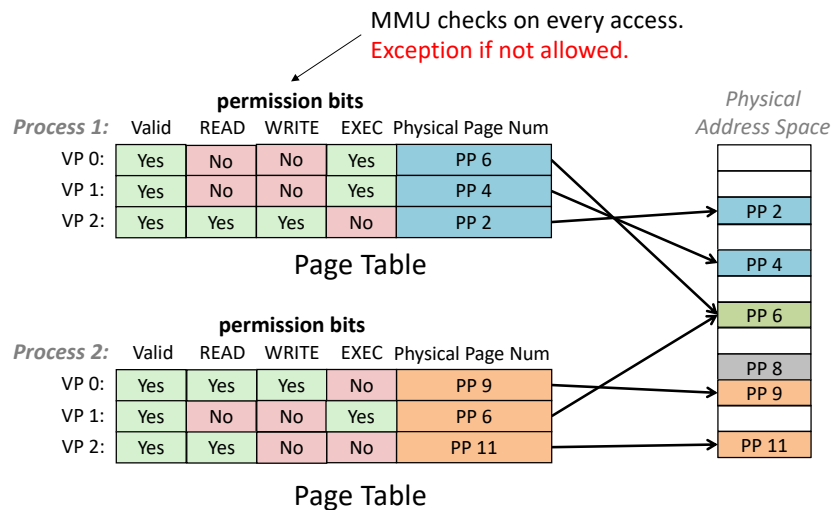 MMU checks on every access.
Exception if not allowed.
permission bits
Process 1: Valid READ WRITE EXEC Physical Page Num
VP 0: Yes No No Yes PP 6
VP 1: Yes No No Yes PP 4
VP 2: Yes Yes Yes No PP 2
Page Table
permission bits
Process 2: Valid READ WRITE EXEC Physical Page Num
VP 0: Yes Yes Yes No PP 9
VP 1: Yes No No Yes PP 6
VP 2: Yes Yes No No PP 11
Page Table
Physical
Address Space
PP 2
PP 4
PP 6
PP 8
PP 9
PP 11